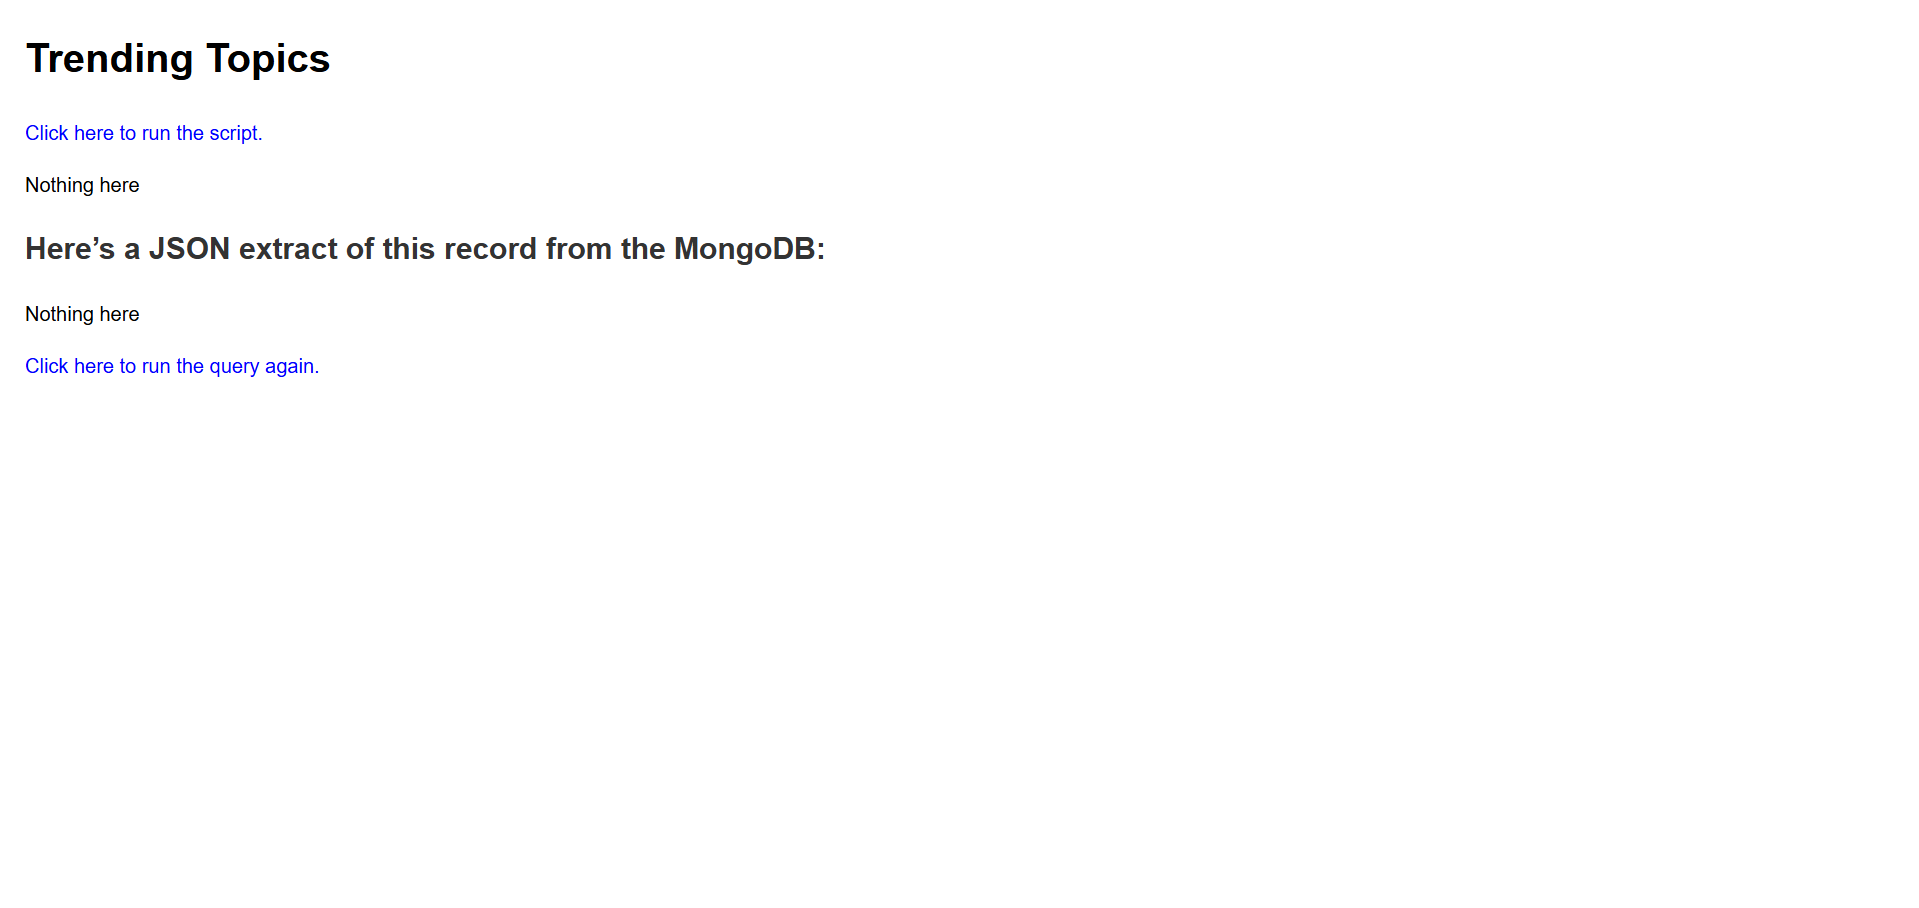 Trending Topics
Click here to run the script.
Nothing here
Here’s a JSON extract of this record from the MongoDB:
Nothing here
Click here to run the query again.